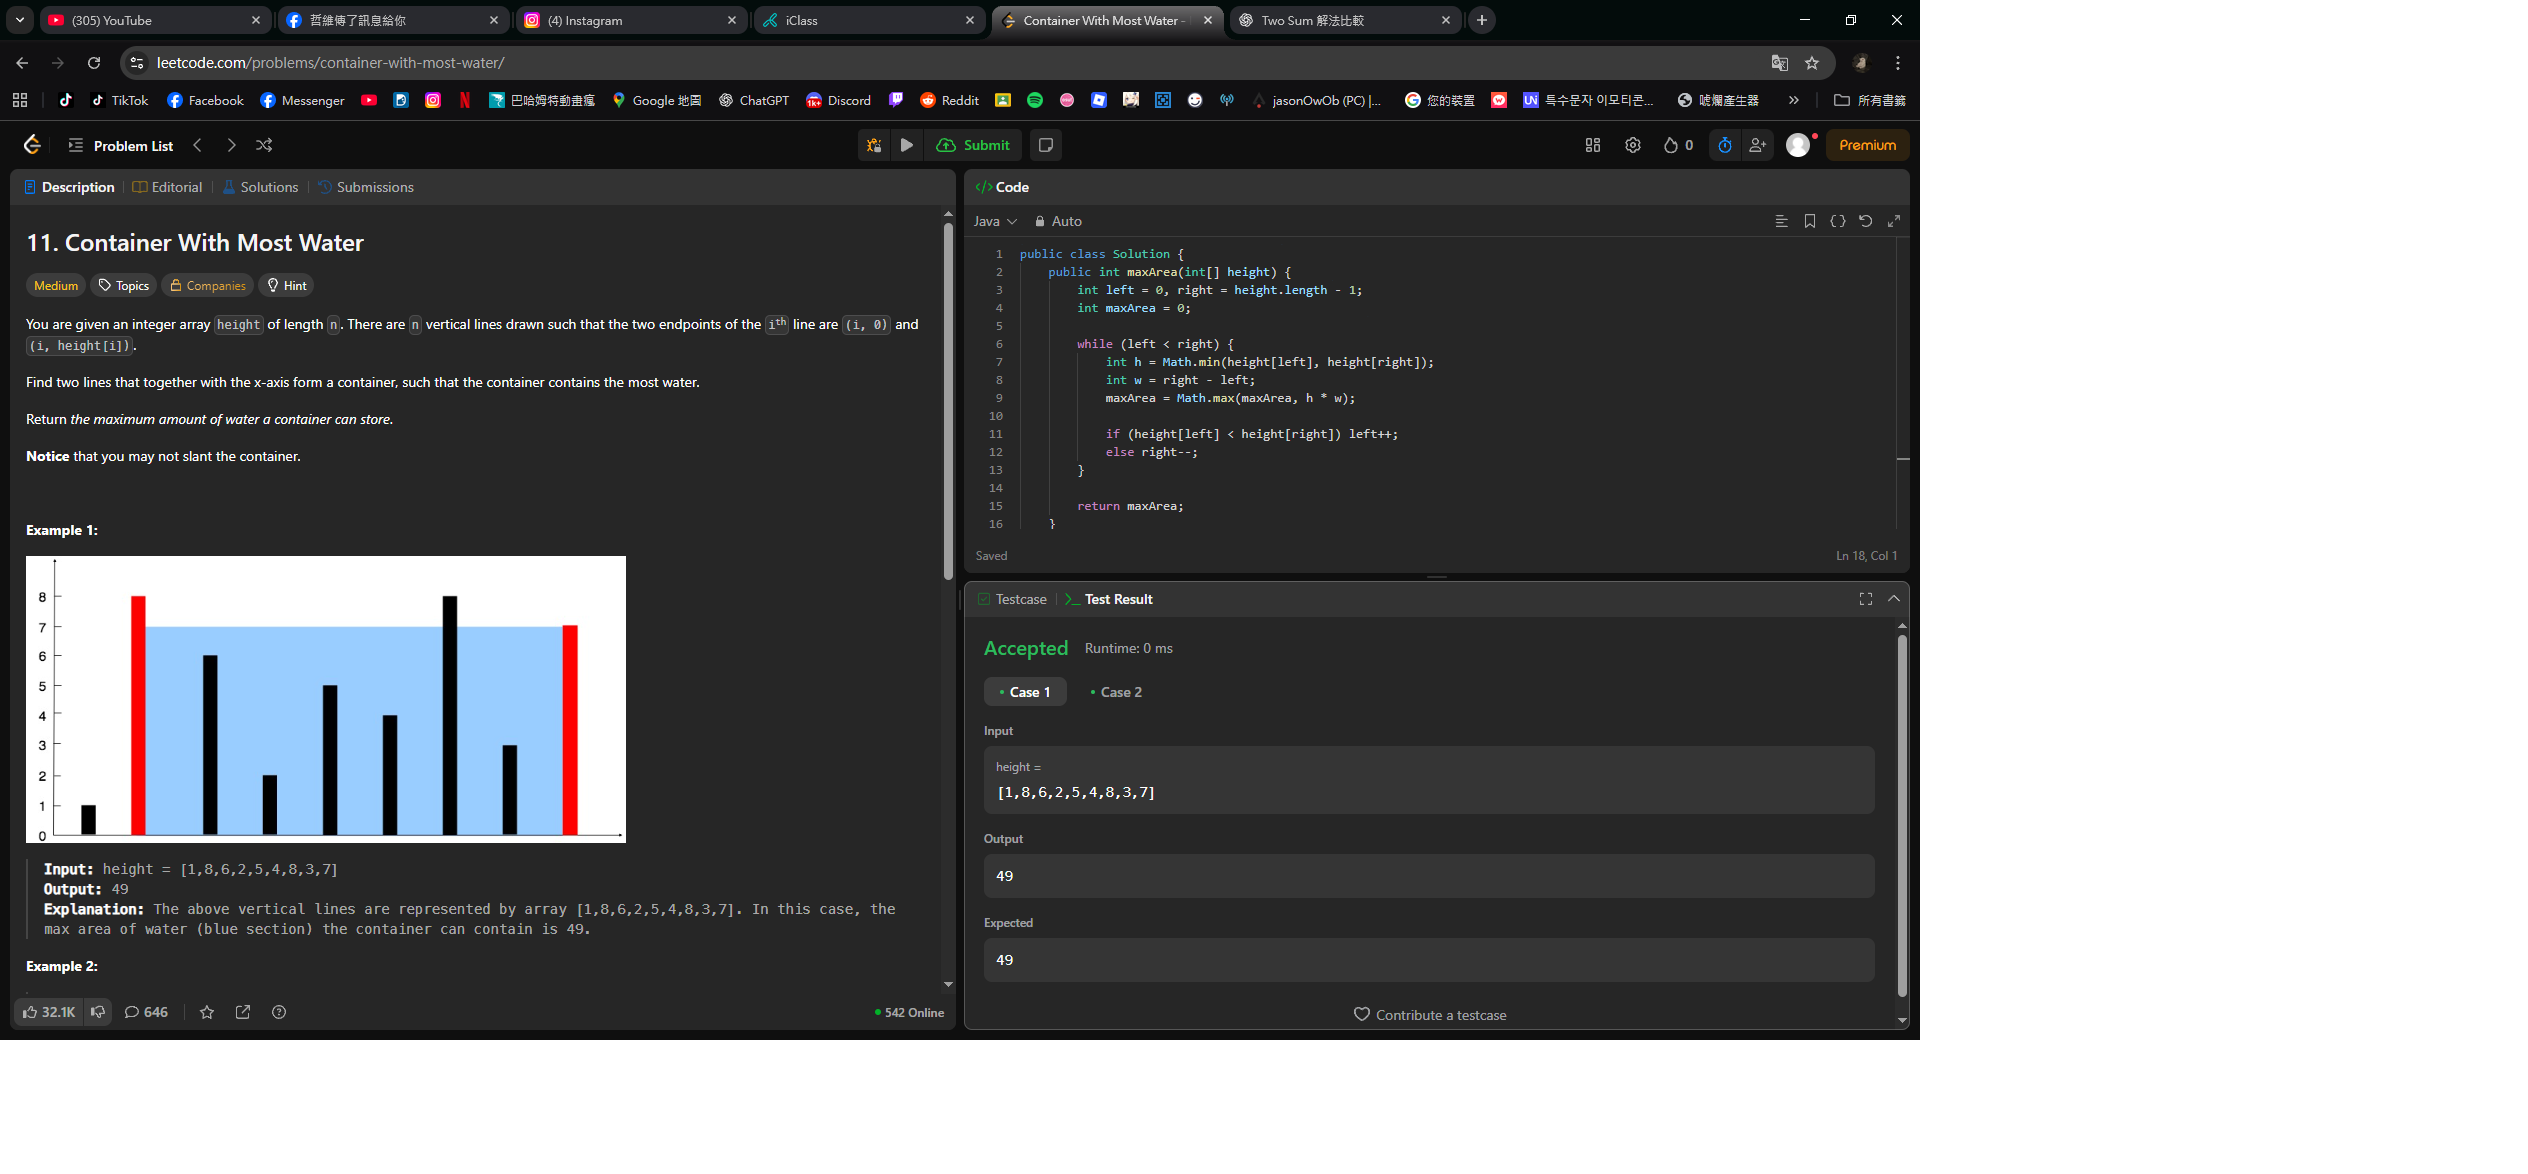 (305) YouTube
哲維傳了訊息給你
(4) Instagram
iClass
Container With Most Water -
Two Sum 解法比較
leetcode.com/problems/container-with-most-water/
TikTok
Facebook
Messenger
巴哈姆特動畫瘋
Google 地圖
ChatGPT
Discord
Reddit
jasonOwOb (PC) |...
您的裝置
특수문자 이모티콘...
唬爛產生器
所有書籤
Problem List
Submit
0
Premium
Description
Editorial
Solutions
Submissions
11. Container With Most Water
Medium
Topics
Companies
Hint
You are given an integer array height of length n. There are n vertical lines drawn such that the two endpoints of the ith line are (i, 0) and
(i, height[i]).
Find two lines that together with the x-axis form a container, such that the container contains the most water.
Return the maximum amount of water a container can store.
Notice that you may not slant the container.
Example 1:
8
7
6
5
4
3
2
1
0
Input: height = [1,8,6,2,5,4,8,3,7]
Output: 49
Explanation: The above vertical lines are represented by array [1,8,6,2,5,4,8,3,7]. In this case, the
max area of water (blue section) the container can contain is 49.
Example 2:
32.1K
646
542 Online
</> Code
Java
Auto
1 public class Solution {
2 public int maxArea(int[] height) {
3 int left = 0, right = height.length - 1;
4 int maxArea = 0;
5
6 while (left < right) {
7 int h = Math.min(height[left], height[right]);
8 int w = right - left;
9 maxArea = Math.max(maxArea, h * w);
10
11 if (height[left] < height[right]) left++;
12 else right--;
13 }
14
15 return maxArea;
16 }
Saved
Ln 18, Col 1
Testcase
Test Result
Accepted
Runtime: 0 ms
Case 1
Case 2
Input
height =
[1,8,6,2,5,4,8,3,7]
Output
49
Expected
49
Contribute a testcase